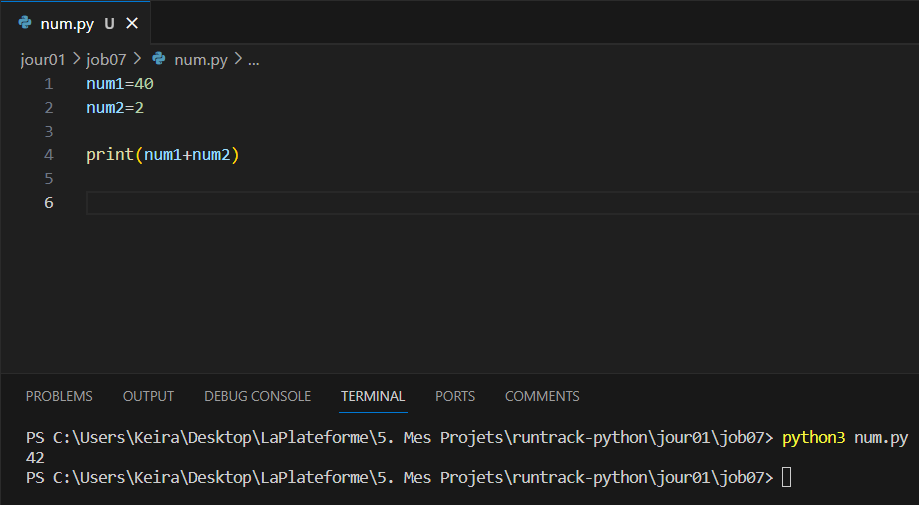 num.py U
jour01 > job07 > num.py > ...
1 num1=40
2 num2=2
3
4 print(num1+num2)
5
6
PROBLEMS OUTPUT DEBUG CONSOLE TERMINAL PORTS COMMENTS
PS C:\Users\Keira\Desktop\LaPlateforme\5. Mes Projets\runtrack-python\jour01\job07> python3 num.py
42
PS C:\Users\Keira\Desktop\LaPlateforme\5. Mes Projets\runtrack-python\jour01\job07>